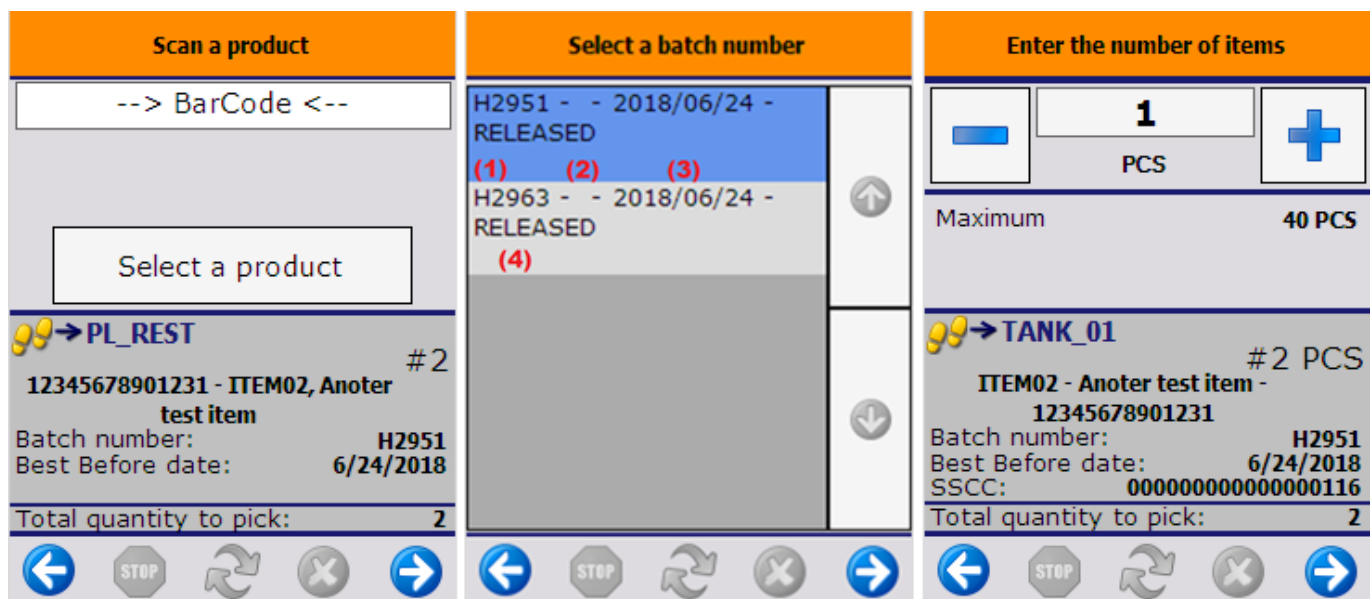 Scan a product
--> BarCode <--
Select a product
PL_REST
#2
12345678901231 - ITEM02, Anoter
test item
Batch number: H2951
Best Before date: 6/24/2018
Total quantity to pick: 2
STOP
Select a batch number
H2951 - - 2018/06/24 -
RELEASED
(1) (2) (3)
H2963 - - 2018/06/24 -
RELEASED
(4)
STOP
Enter the number of items
1
PCS
Maximum 40 PCS
TANK_01
#2 PCS
ITEM02 - Anoter test item -
12345678901231
Batch number: H2951
Best Before date: 6/24/2018
SSCC: 000000000000000116
Total quantity to pick: 2
STOP